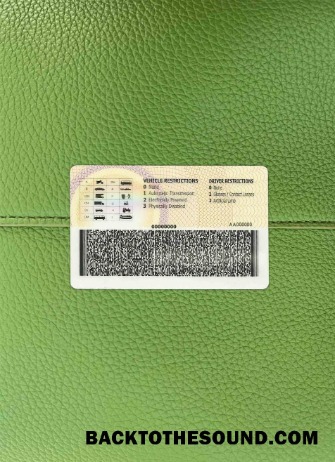 VEHICLE RESTRICTIONS
0 None
1 Automatic Transmission
2 Electrically Powered
3 Physically Disabled
DRIVER RESTRICTIONS
0 None
1 Glasses / Contact Lenses
2 Artificial Limb
00000000
AA000005
BACKTOTHESOUND.COM